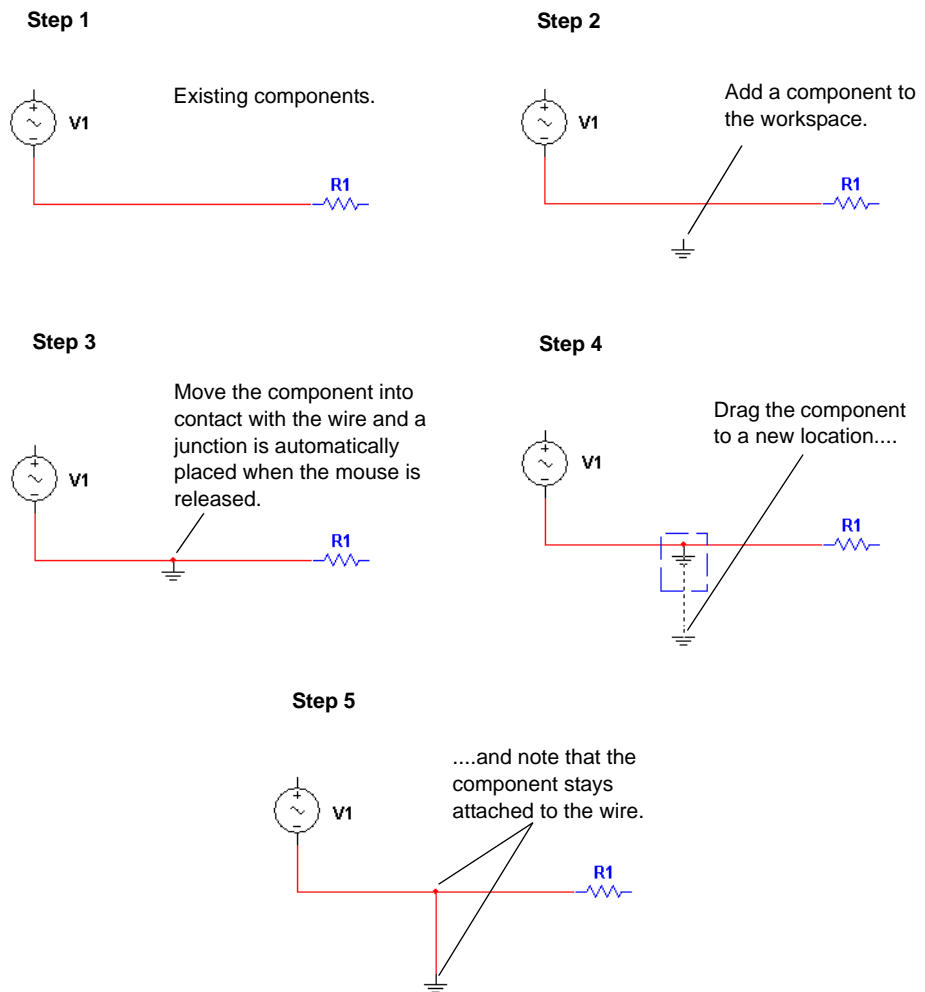 Step 1
Existing components.
+
~
−
V1
R1
Step 2
Add a component to
the workspace.
+
~
−
V1
R1
Step 3
Move the component into
contact with the wire and a
junction is automatically
placed when the mouse is
released.
+
~
−
V1
R1
Step 4
Drag the component
to a new location....
+
~
−
V1
R1
Step 5
....and note that the
component stays
attached to the wire.
+
~
−
V1
R1